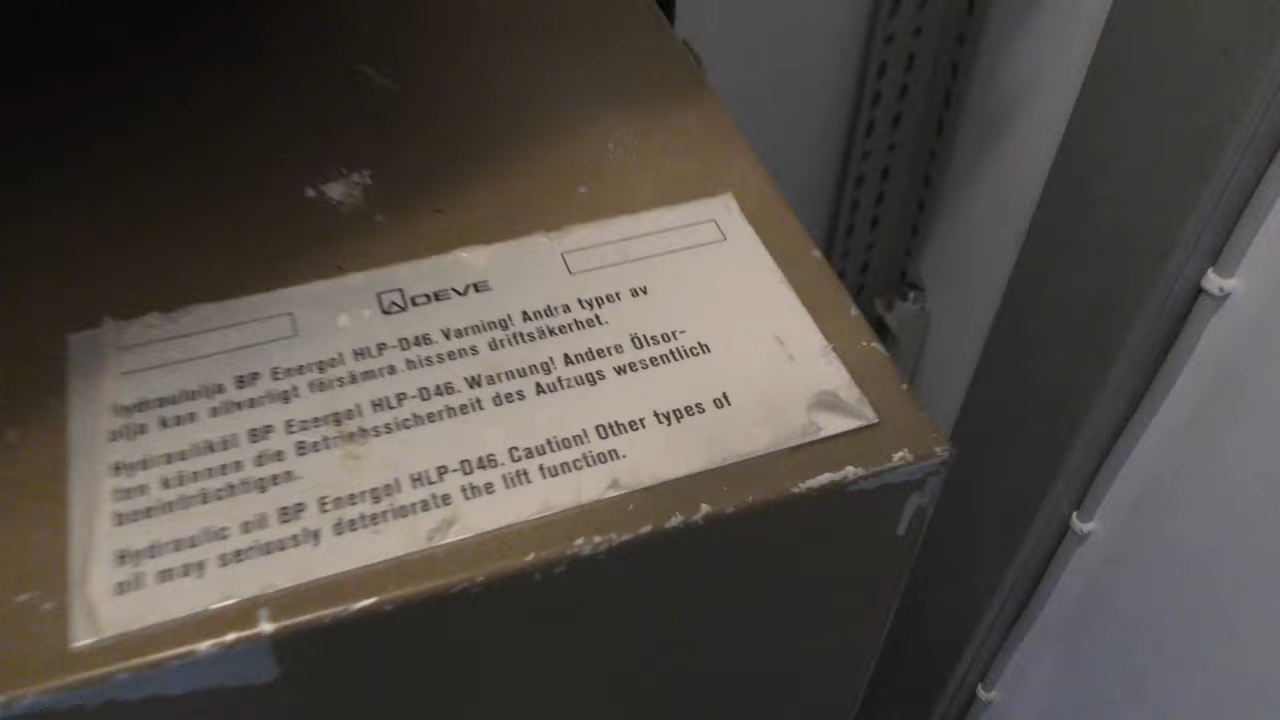 DEVE
Hydraulolja BP Energol HLP-D46. Varning! Andra typer av
olja kan allvarligt försämra hissens driftsäkerhet.
Hydrauliköl BP Energol HLP-D46. Warnung! Andere Ölsor-
ten können die Betriebssicherheit des Aufzugs wesentlich
beeinträchtigen.
Hydraulic oil BP Energol HLP-D46. Caution! Other types of
oil may seriously deteriorate the lift function.